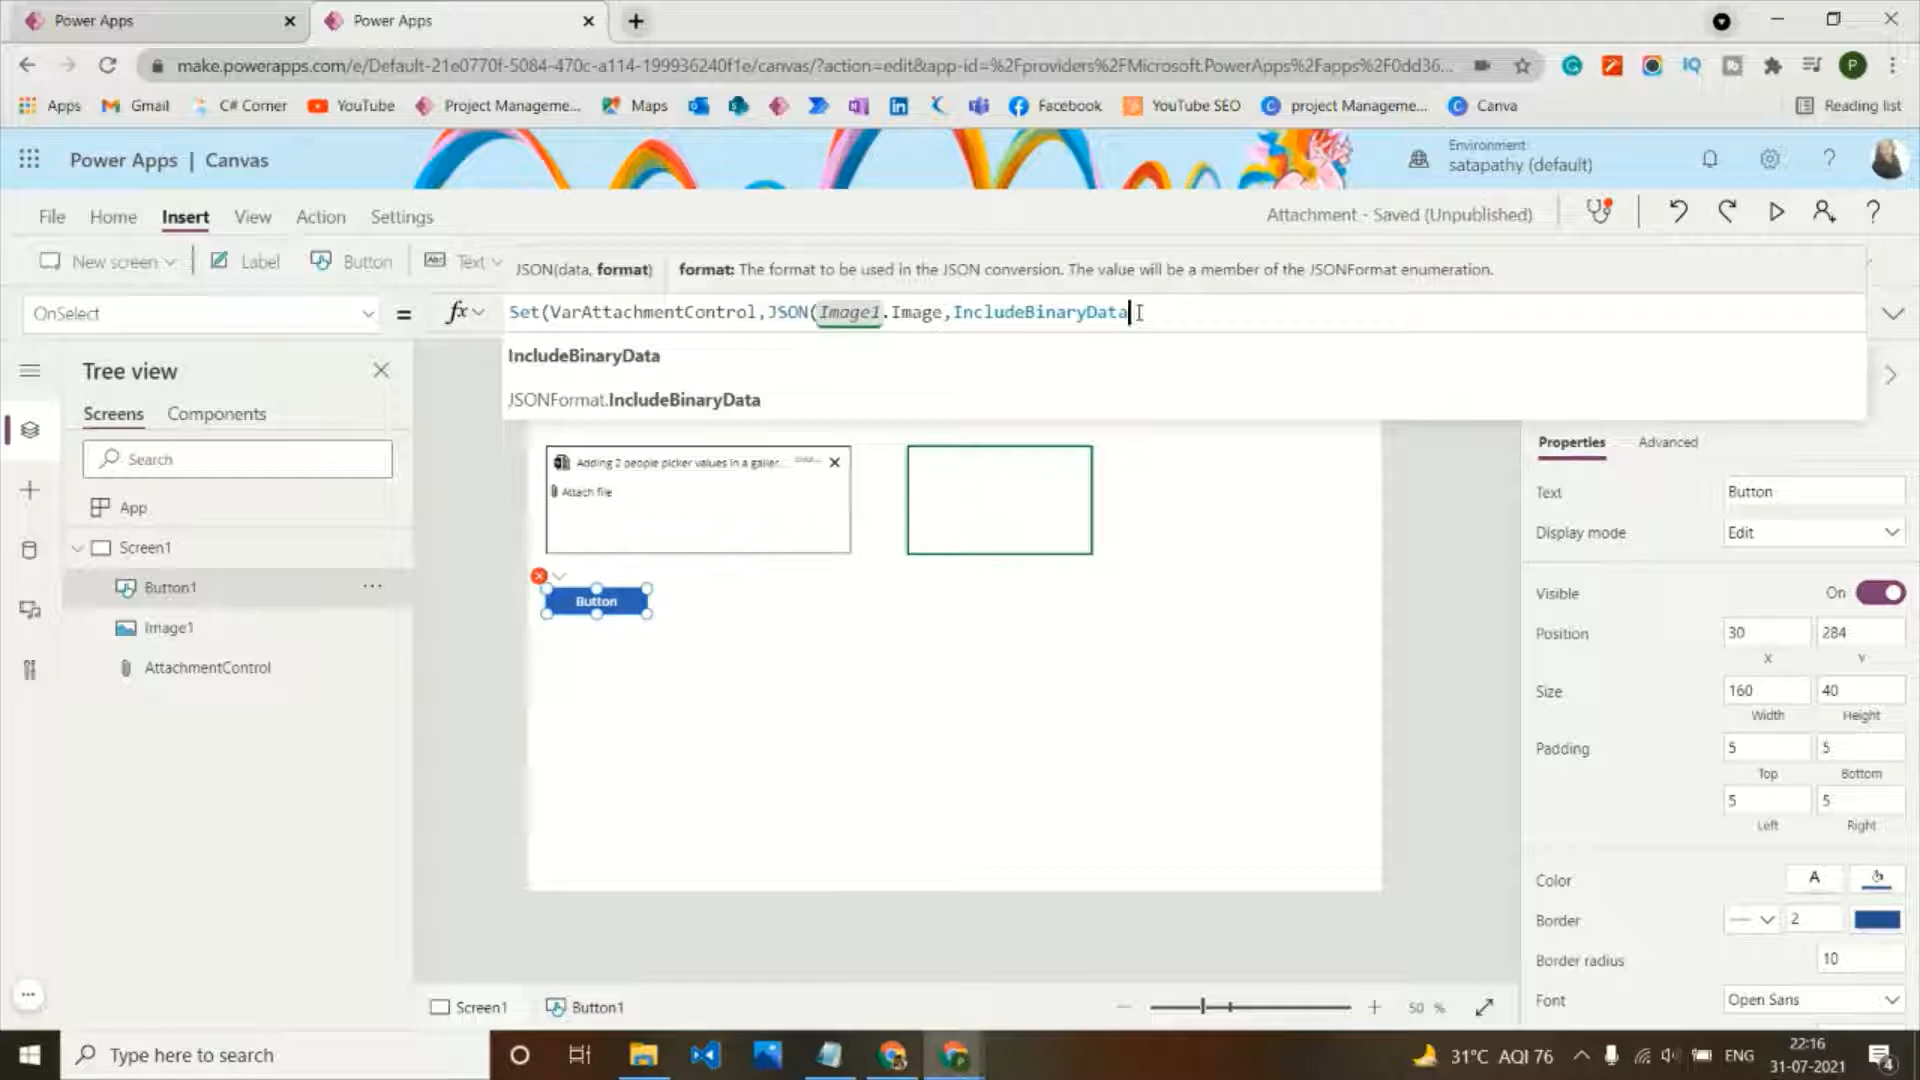 Power Apps
Power Apps
make.powerapps.com/e/Default-21e0770f-5084-470c-a114-199936240f1e/canvas/?action=edit&app-id=%2Fproviders%2FMicrosoft.PowerApps%2Fapps%2F0dd36...
P
Apps Gmail C# Corner YouTube Project Manageme... Maps Facebook YouTube SEO project Manageme... Canva Reading list
Power Apps | Canvas
Environment
satapathy (default)
File Home Insert View Action Settings
Attachment - Saved (Unpublished)
New screen Label Button Text
JSON(data, format) format: The format to be used in the JSON conversion. The value will be a member of the JSONFormat enumeration.
OnSelect = fx Set(VarAttachmentControl,JSON(Image1.Image,IncludeBinaryData
IncludeBinaryData
JSONFormat.IncludeBinaryData
Tree view
Screens Components
Search
App
Screen1
Button1
Image1
AttachmentControl
Adding 2 people picker values in a galler...
Attach file
Button
Properties Advanced
Text Button
Display mode Edit
Visible On
Position 30 284
X Y
Size 160 40
Width Height
Padding 5 5
Top Bottom
5 5
Left Right
Color A
Border 2
Border radius 10
Font Open Sans
Screen1 Button1 50 %
Type here to search
31°C AQI 76 ENG
22:16
31-07-2021
4